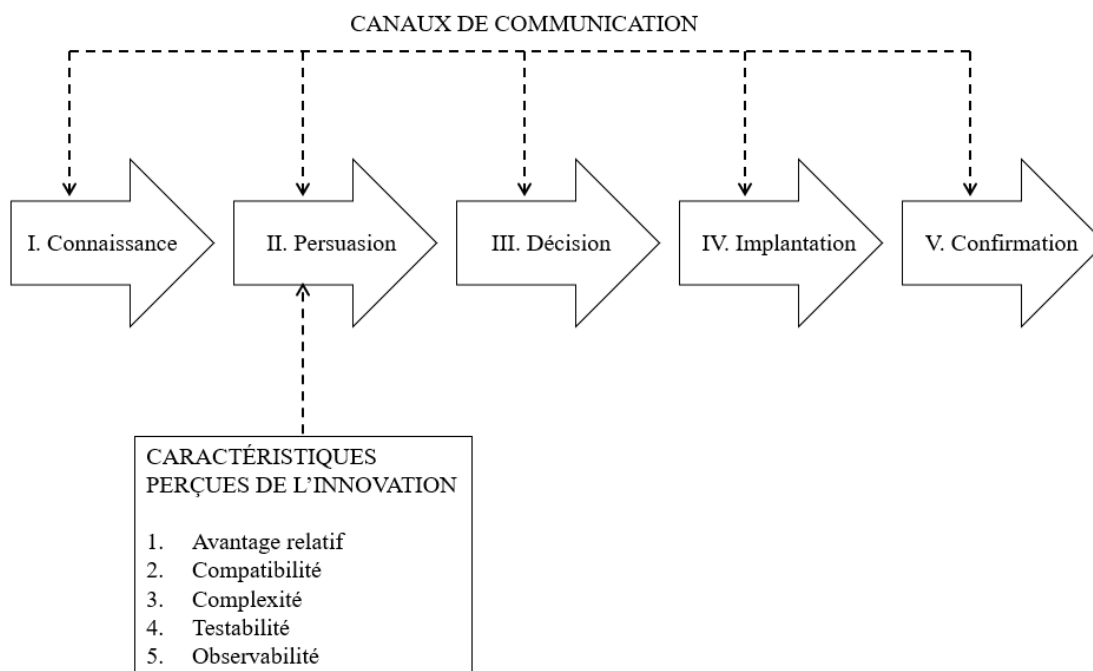 CANAUX DE COMMUNICATION
I. Connaissance
II. Persuasion
III. Décision
IV. Implantation
V. Confirmation
CARACTÉRISTIQUES
PERÇUES DE L’INNOVATION
1. Avantage relatif
2. Compatibilité
3. Complexité
4. Testabilité
5. Observabilité